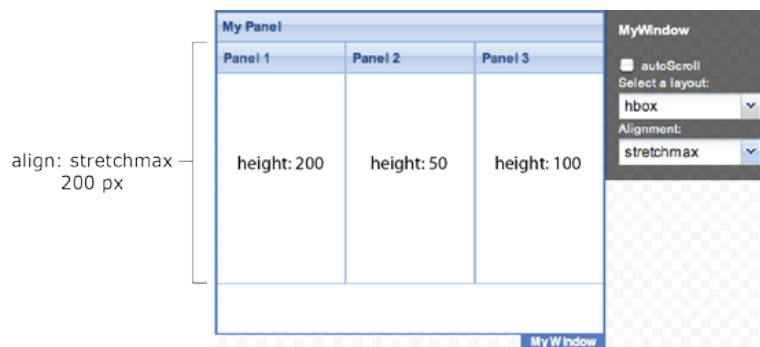 My Panel
Panel 1 Panel 2 Panel 3
height: 200 height: 50 height: 100
align: stretchmax
200 px
MyWindow
autoScroll
Select a layout:
hbox
Alignment:
stretchmax
MyWindow